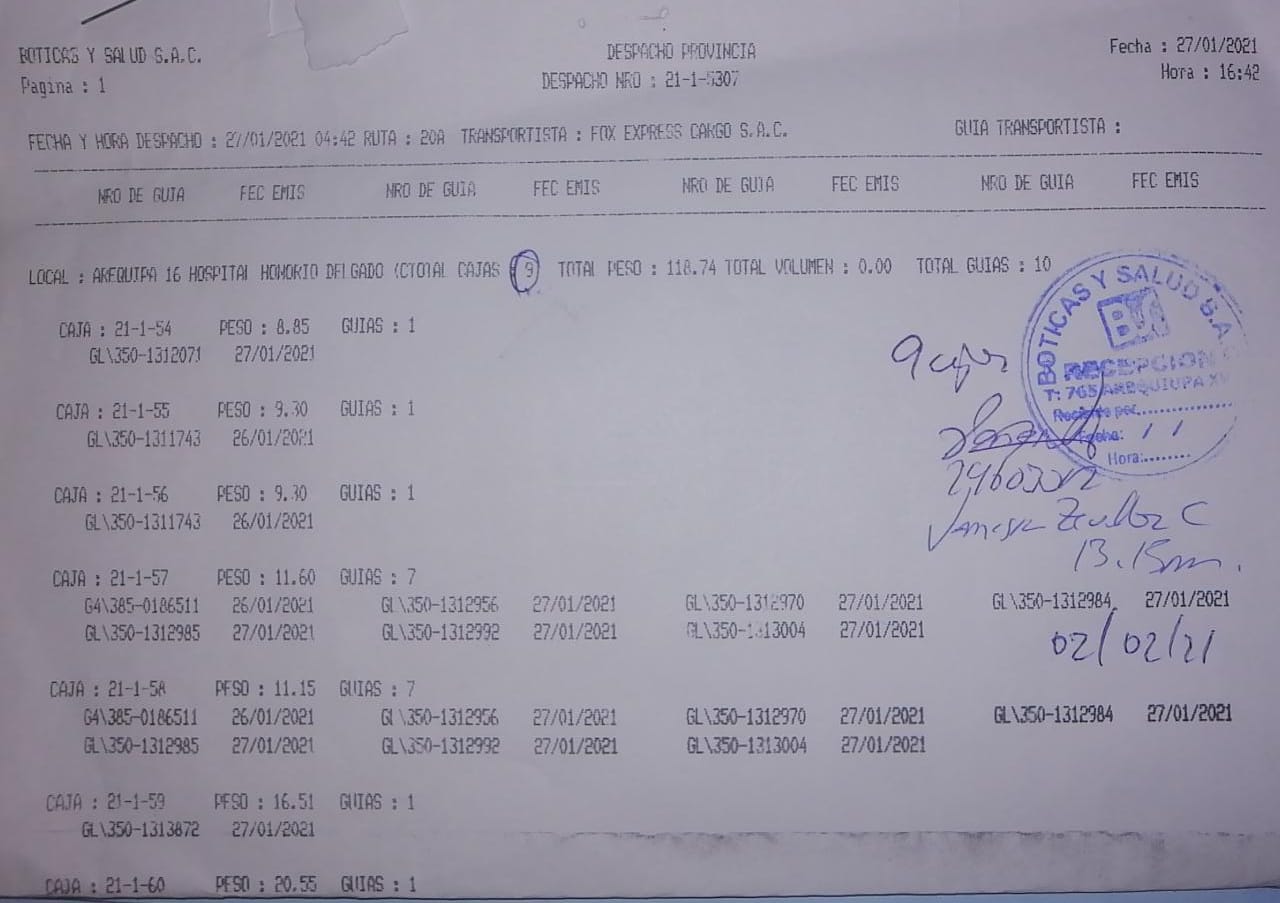 BOTICAS Y SALUD S.A.C. DESPACHO PROVINCIA Fecha : 27/01/2021
Pagina : 1 DESPACHO NRO : 21-1-5307 Hora : 16:42
FECHA Y HORA DESPACHO : 27/01/2021 04:42 RUTA : 20A TRANSPORTISTA : FOX EXPRESS CARGO S.A.C. GUIA TRANSPORTISTA :
NRO DE GUIA FEC EMIS NRO DE GUIA FEC EMIS NRO DE GUIA FEC EMIS NRO DE GUIA FEC EMIS
LOCAL : AREQUIPA 16 HOSPITAL HONORIO DELGADO (CTOTAL CAJAS : 9 TOTAL PESO : 118.74 TOTAL VOLUMEN : 0.00 TOTAL GUIAS : 10
CAJA : 21-1-54 PESO : 8.85 GUIAS : 1
GL\350-1312071 27/01/2021
CAJA : 21-1-55 PESO : 9.30 GUIAS : 1
GL\350-1311743 26/01/2021
CAJA : 21-1-56 PESO : 9.30 GUIAS : 1
GL\350-1311743 26/01/2021
CAJA : 21-1-57 PESO : 11.60 GUIAS : 7
G4\385-0186511 26/01/2021 GL\350-1312956 27/01/2021 GL\350-1312970 27/01/2021 GL\350-1312984 27/01/2021
GL\350-1312985 27/01/2021 GL\350-1312992 27/01/2021 GL\350-1313004 27/01/2021
CAJA : 21-1-58 PESO : 11.15 GUIAS : 7
G4\385-0186511 26/01/2021 GL\350-1312956 27/01/2021 GL\350-1312970 27/01/2021 GL\350-1312984 27/01/2021
GL\350-1312985 27/01/2021 GL\350-1312992 27/01/2021 GL\350-1313004 27/01/2021
CAJA : 21-1-59 PESO : 16.51 GUIAS : 1
GL\350-1313872 27/01/2021
CAJA : 21-1-60 PESO : 20.55 GUIAS : 1
BOTICAS Y SALUD S.A.
RECEPCION
T: 765 AREQUIUPA XV
Recibido por:..............
Fecha: / /
Hora:........
9 cajas
02/02/21